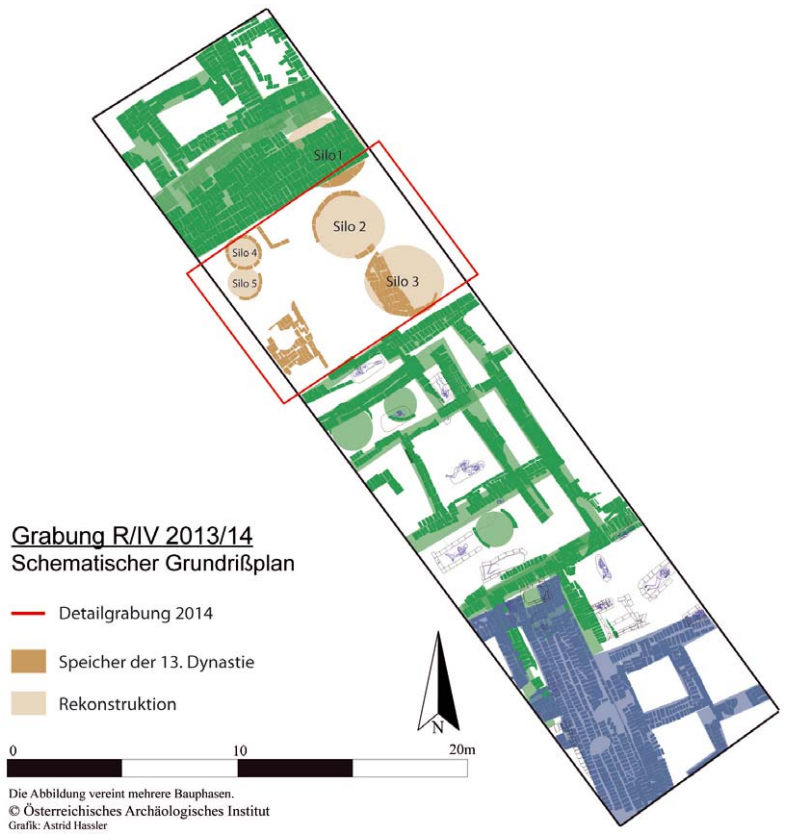 Silo1
Silo 2
Silo 4
Silo 5
Silo 3
Grabung R/IV 2013/14
Schematischer Grundrißplan
Detailgrabung 2014
Speicher der 13. Dynastie
Rekonstruktion
N
0 10 20m
Die Abbildung vereint mehrere Bauphasen.
© Österreichisches Archäologisches Institut
Grafik: Astrid Hassler